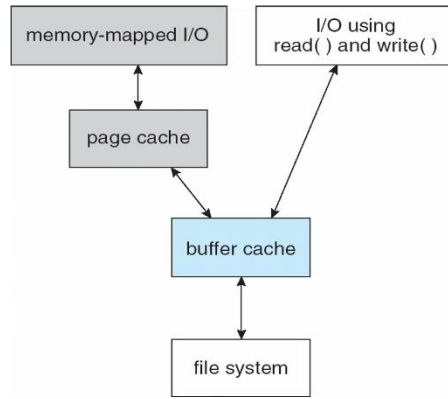 memory-mapped I/O
I/O using
read( ) and write( )
page cache
buffer cache
file system